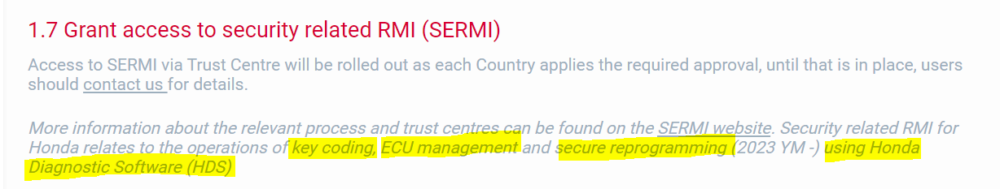 1.7 Grant access to security related RMI (SERMI)
Access to SERMI via Trust Centre will be rolled out as each Country applies the required approval, until that is in place, users
should contact us for details.
More information about the relevant process and trust centres can be found on the SERMI website. Security related RMI for
Honda relates to the operations of key coding, ECU management and secure reprogramming (2023 YM -) using Honda
Diagnostic Software (HDS)